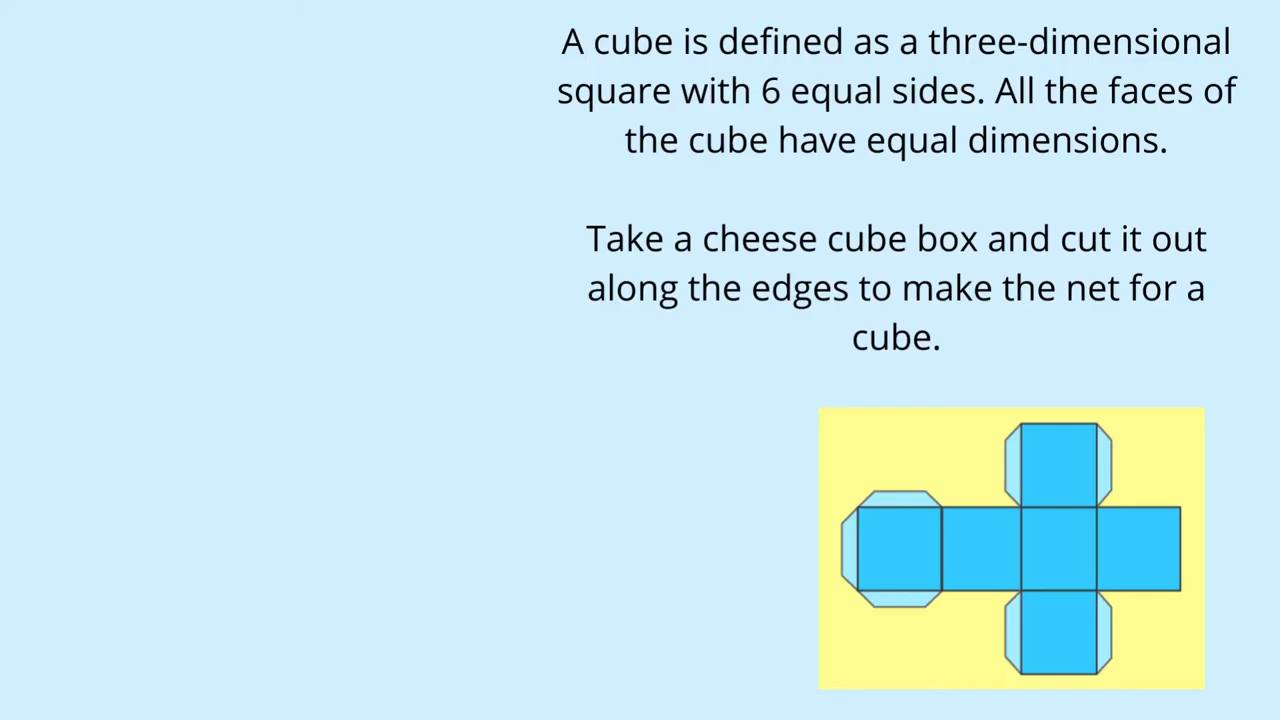 A cube is defined as a three-dimensional
square with 6 equal sides. All the faces of
the cube have equal dimensions.
Take a cheese cube box and cut it out
along the edges to make the net for a
cube.